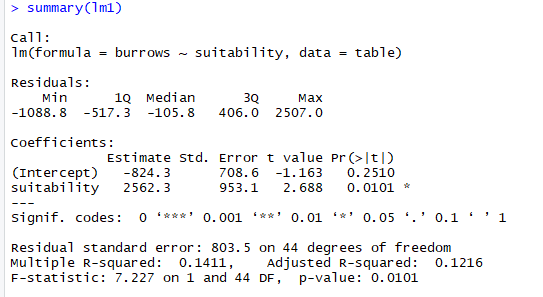 > summary(lm1)
Call:
lm(formula = burrows ~ suitability, data = table)
Residuals:
    Min      1Q  Median      3Q     Max
-1088.8  -517.3  -105.8   406.0  2507.0
Coefficients:
            Estimate Std. Error t value Pr(>|t|)
(Intercept)   -824.3      708.6  -1.163   0.2510
suitability   2562.3      953.1   2.688   0.0101 *
---
Signif. codes:  0 ‘***’ 0.001 ‘**’ 0.01 ‘*’ 0.05 ‘.’ 0.1 ‘ ’ 1
Residual standard error: 803.5 on 44 degrees of freedom
Multiple R-squared:  0.1411,    Adjusted R-squared:  0.1216
F-statistic: 7.227 on 1 and 44 DF,  p-value: 0.0101